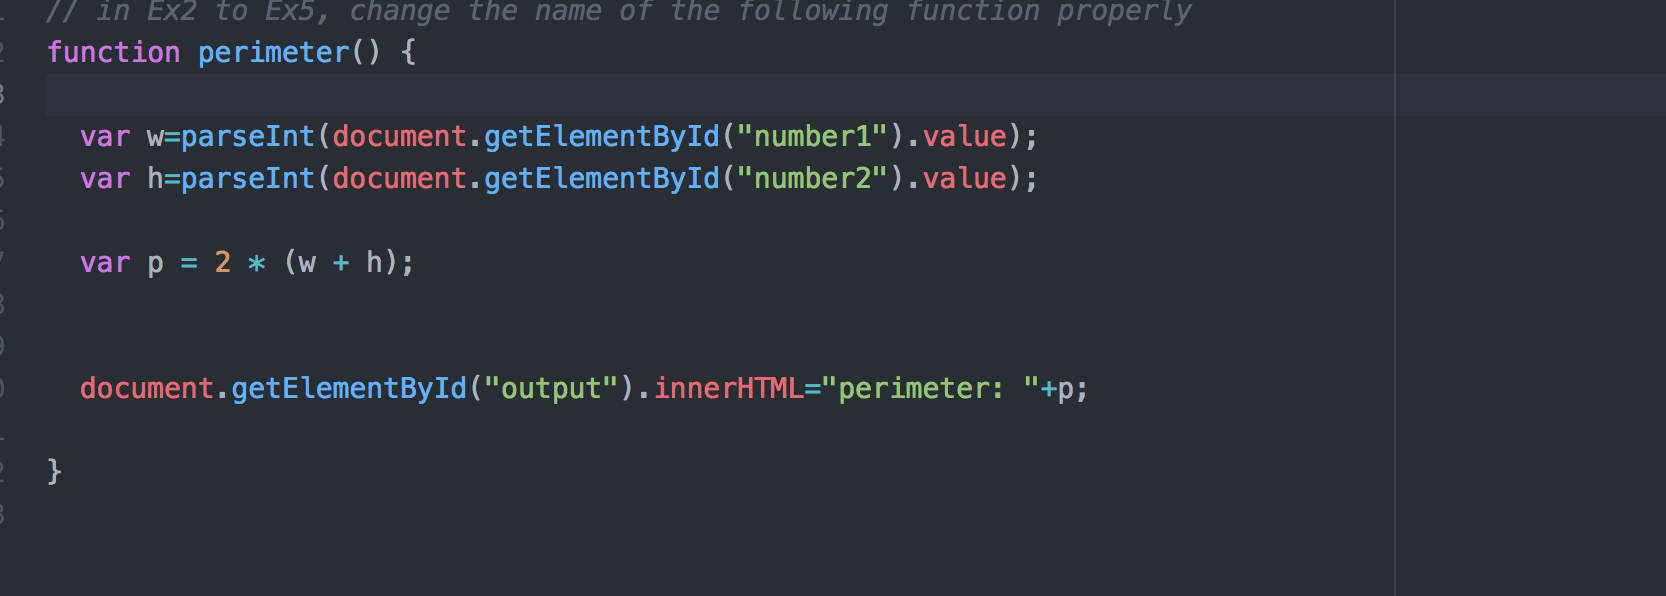 // in Ex2 to Ex5, change the name of the following function properly
function perimeter() {
var w=parseInt(document.getElementById("number1").value);
var h=parseInt(document.getElementById("number2").value);
var p = 2 * (w + h);
document.getElementById("output").innerHTML="perimeter: "+p;
}